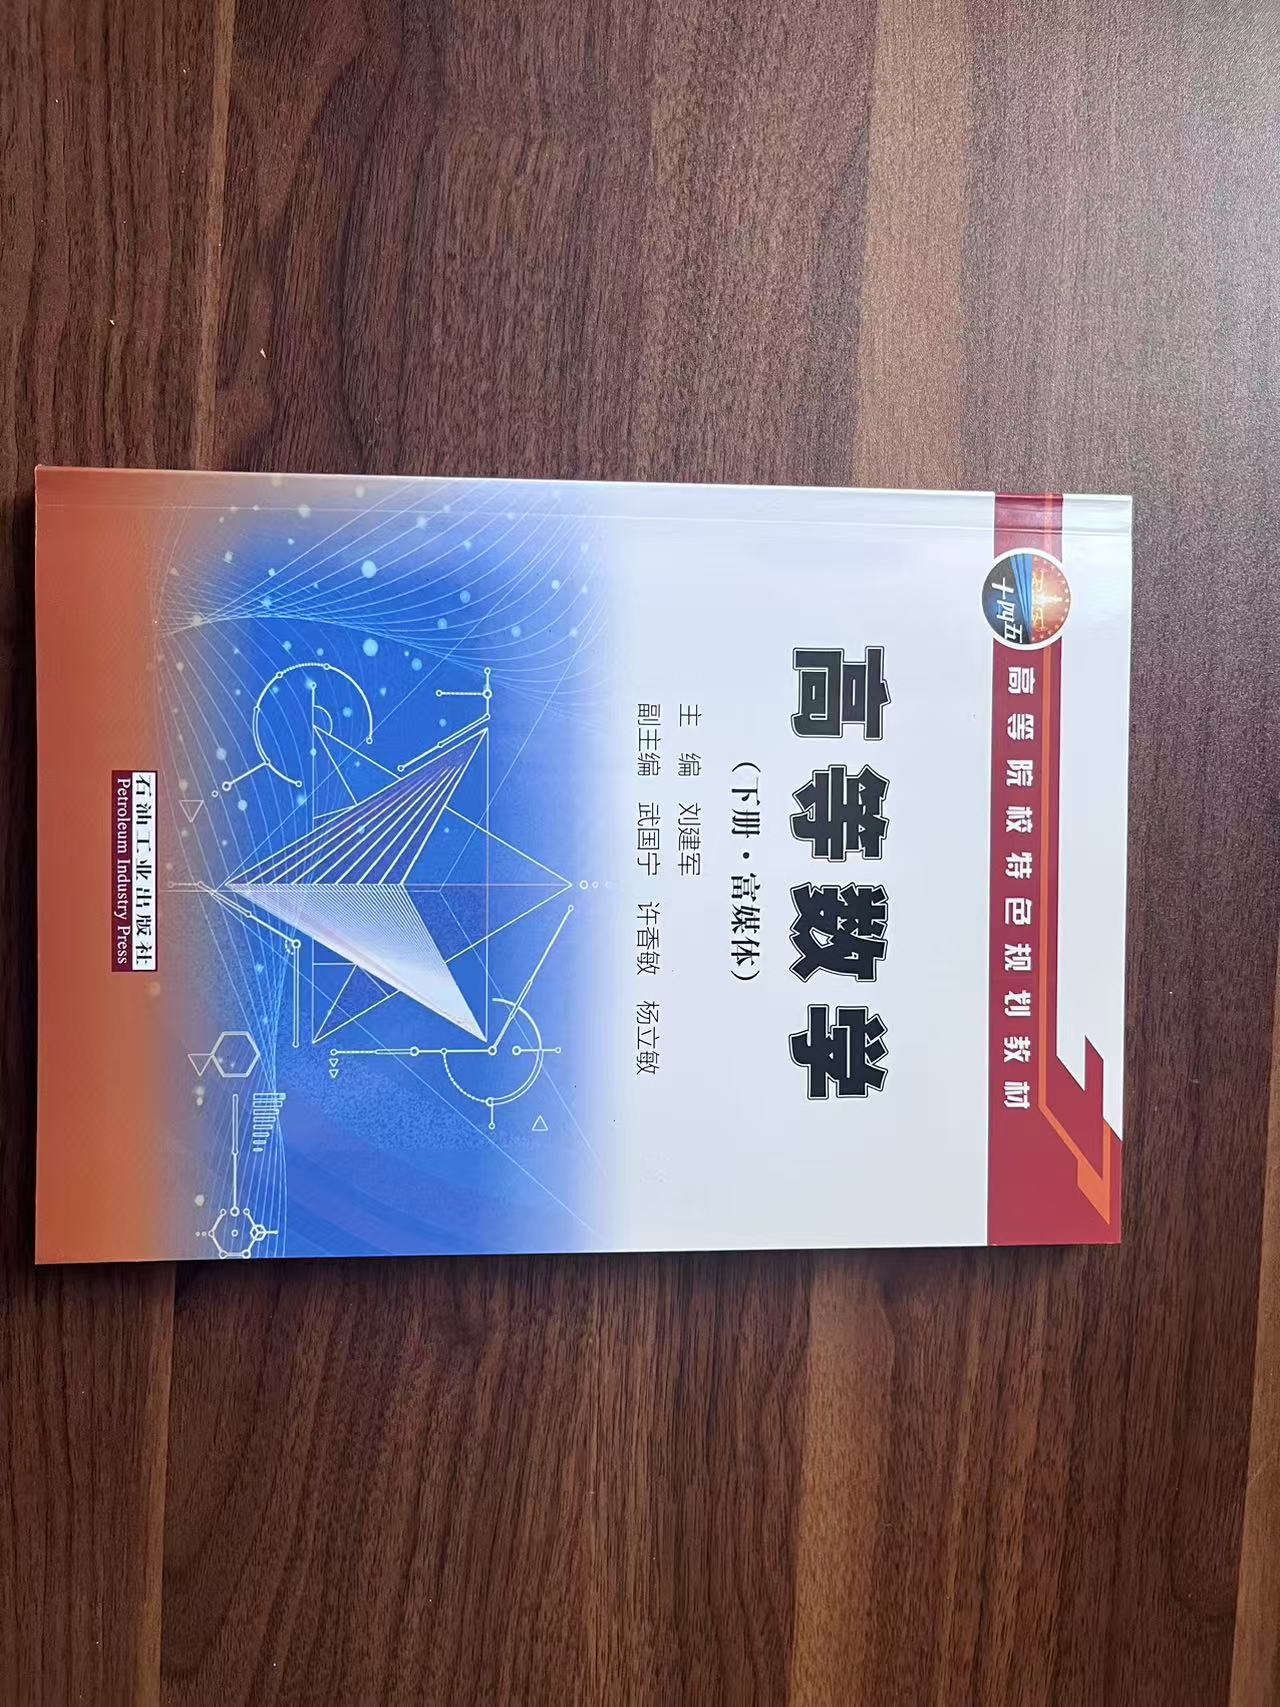 十四五
高等院校特色规划教材
高等数学
（下册·富媒体）
主 编 刘建军
副主编 武国宁 许香敏 杨立敏
石油工业出版社
Petroleum Industry Press